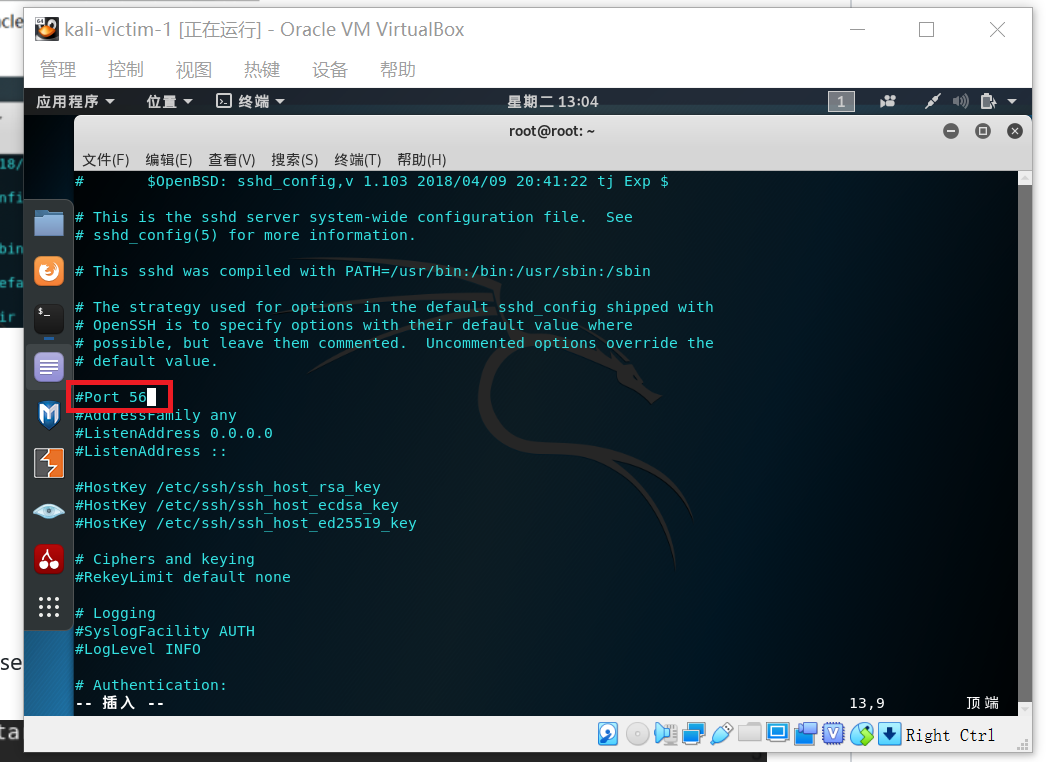 acle
kali-victim-1 [正在运行] - Oracle VM VirtualBox
管理 控制 视图 热键 设备 帮助
应用程序 位置 终端 星期二 13:04 1
root@root: ~
文件(F) 编辑(E) 查看(V) 搜索(S) 终端(T) 帮助(H)
#       $OpenBSD: sshd_config,v 1.103 2018/04/09 20:41:22 tj Exp $
# This is the sshd server system-wide configuration file.  See
# sshd_config(5) for more information.
# This sshd was compiled with PATH=/usr/bin:/bin:/usr/sbin:/sbin
# The strategy used for options in the default sshd_config shipped with
# OpenSSH is to specify options with their default value where
# possible, but leave them commented.  Uncommented options override the
# default value.
#Port 56
#AddressFamily any
#ListenAddress 0.0.0.0
#ListenAddress ::
#HostKey /etc/ssh/ssh_host_rsa_key
#HostKey /etc/ssh/ssh_host_ecdsa_key
#HostKey /etc/ssh/ssh_host_ed25519_key
# Ciphers and keying
#RekeyLimit default none
# Logging
#SyslogFacility AUTH
#LogLevel INFO
# Authentication:
-- 插入 -- 13,9 顶端
Right Ctrl
18/
nfi
bin
efa
ir
se
ta